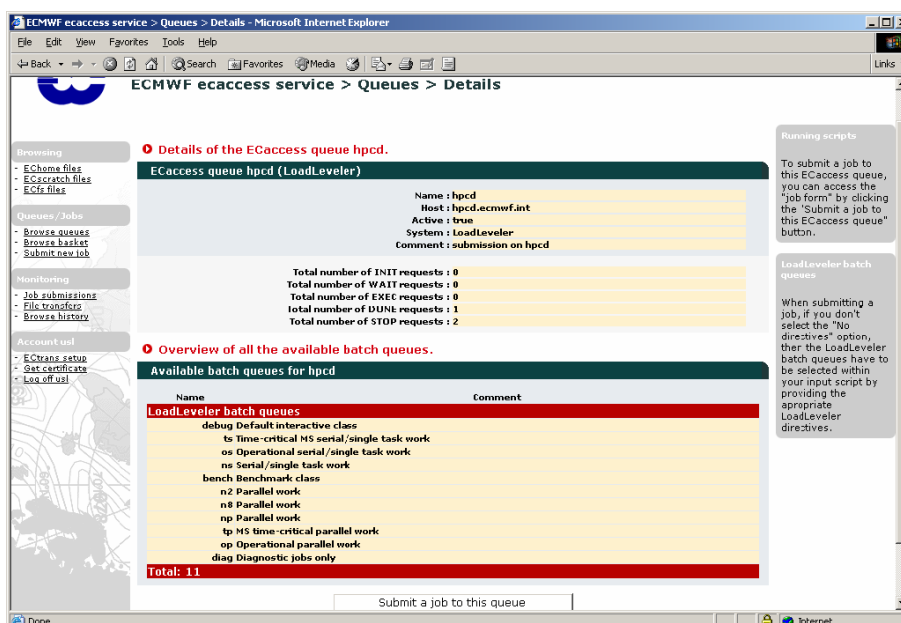 ECMWF ecaccess service > Queues > Details - Microsoft Internet Explorer
File Edit View Favorites Tools Help
Back Search Favorites Media Links
ECMWF ecaccess service > Queues > Details
Browsing
- EChome files
- ECscratch files
- ECfs files
Queues/Jobs
- Browse queues
- Browse basket
- Submit new job
Monitoring
- Job submissions
- File transfers
- Browse history
Account usl
- ECtrans setup
- Get certificate
- Log off usl
Details of the ECaccess queue hpcd.
ECaccess queue hpcd (LoadLeveler)
Name : hpcd
Host : hpcd.ecmwf.int
Active : true
System : LoadLeveler
Comment : submission on hpcd
Total number of INIT requests : 0
Total number of WAIT requests : 0
Total number of EXEC requests : 0
Total number of DONE requests : 1
Total number of STOP requests : 2
Overview of all the available batch queues.
Available batch queues for hpcd
Name Comment
LoadLeveler batch queues
debug Default interactive class
ts Time-critical MS serial/single task work
os Operational serial/single task work
ns Serial/single task work
bench Benchmark class
n2 Parallel work
n8 Parallel work
np Parallel work
tp MS time-critical parallel work
op Operational parallel work
diag Diagnostic jobs only
Total: 11
Submit a job to this queue
Running scripts
To submit a job to
this ECaccess queue,
you can access the
"job form" by clicking
the 'Submit a job to
this ECaccess queue"
button.
LoadLeveler batch
queues
When submitting a
job, if you don't
select the "No
directives" option,
then the LoadLeveler
batch queues have to
be selected within
your input script by
providing the
apropriate
LoadLeveler
directives.
Done Internet